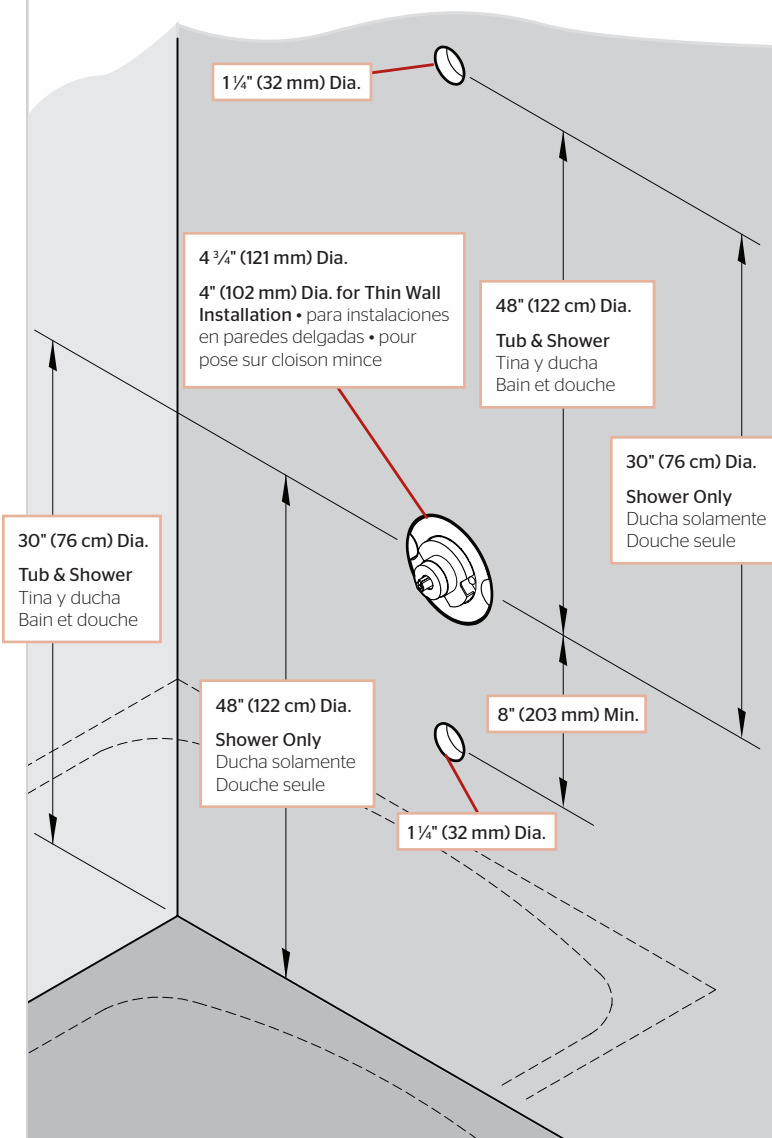 1 ¼" (32 mm) Dia.
4 ¾" (121 mm) Dia.
4" (102 mm) Dia. for Thin Wall
Installation • para instalaciones
en paredes delgadas • pour
pose sur cloison mince
48" (122 cm) Dia.
Tub & Shower
Tina y ducha
Bain et douche
30" (76 cm) Dia.
Shower Only
Ducha solamente
Douche seule
30" (76 cm) Dia.
Tub & Shower
Tina y ducha
Bain et douche
48" (122 cm) Dia.
Shower Only
Ducha solamente
Douche seule
8" (203 mm) Min.
1 ¼" (32 mm) Dia.